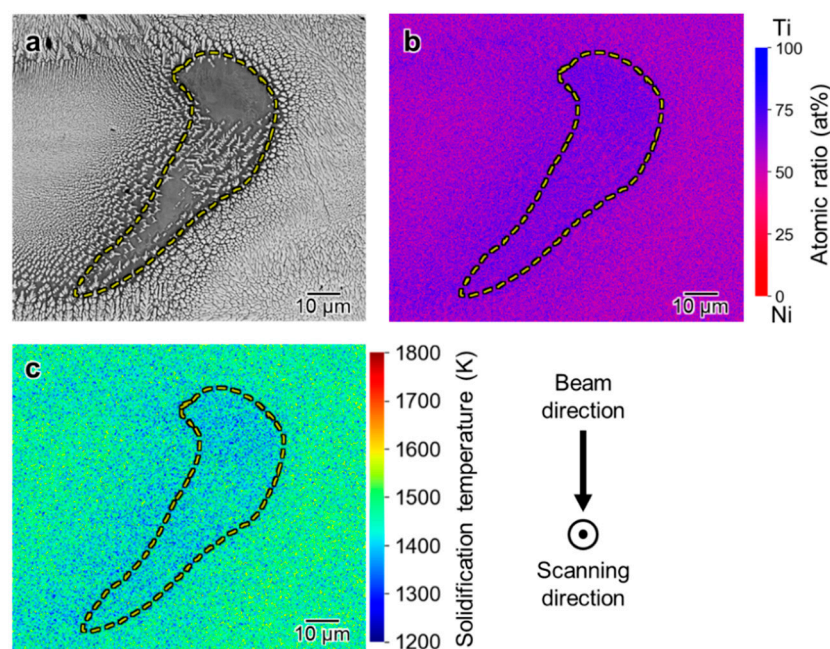 a
10 μm
b
10 μm
Ti
100
75
50
25
0
Ni
Atomic ratio (at%)
c
10 μm
1800
1700
1600
1500
1400
1300
1200
Solidification temperature (K)
Beam
direction
Scanning
direction